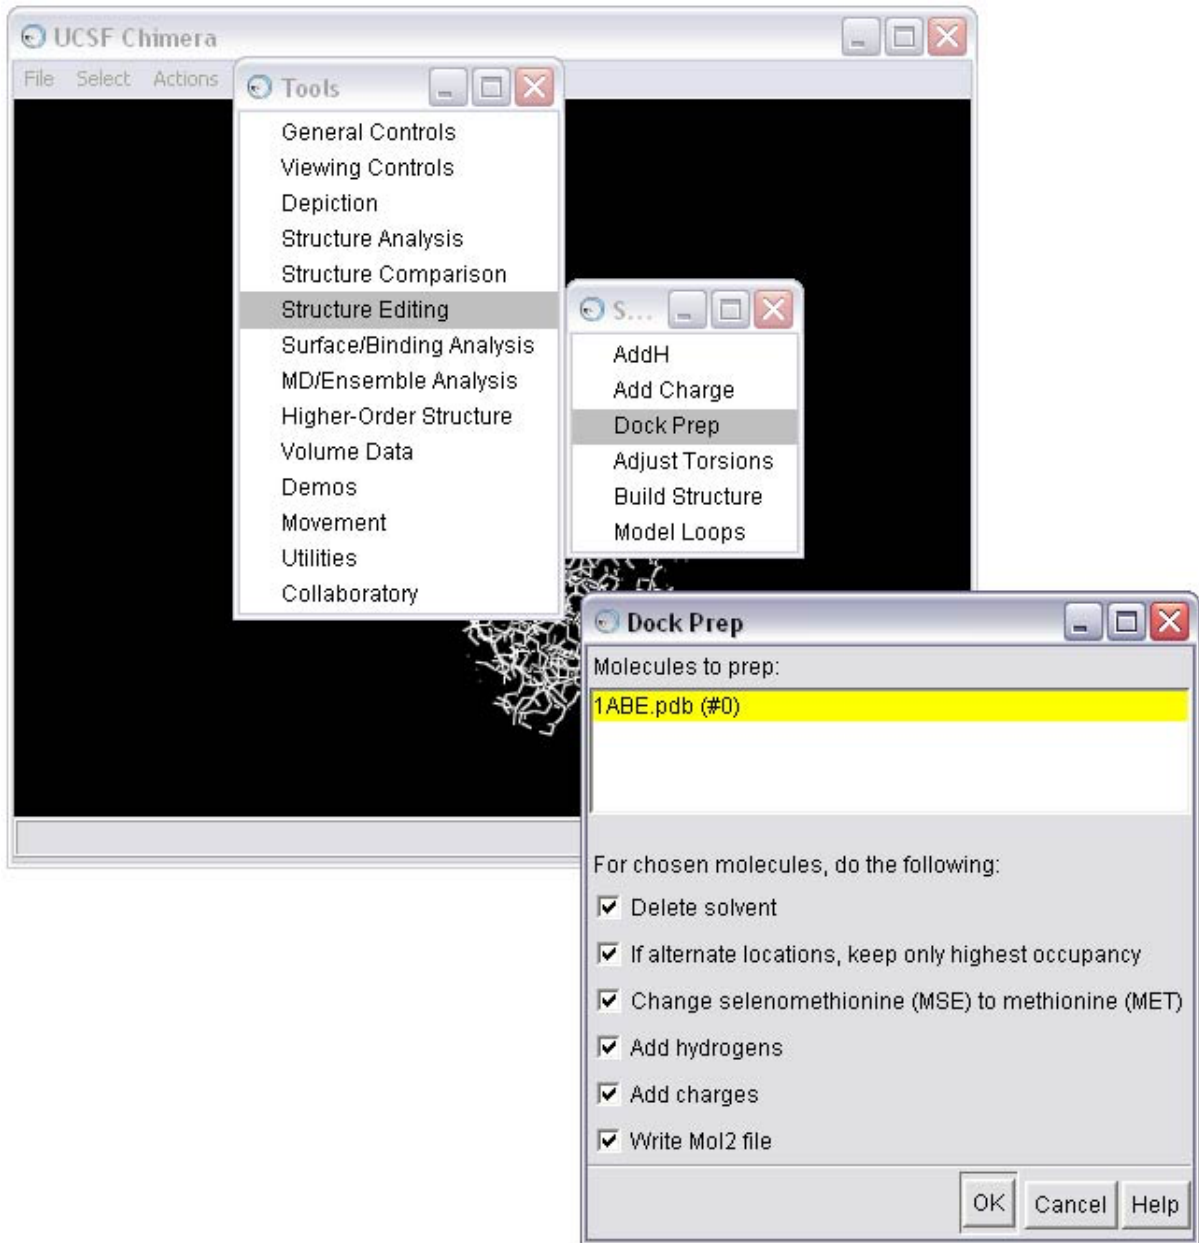 UCSF Chimera
File Select Actions
Tools
General Controls
Viewing Controls
Depiction
Structure Analysis
Structure Comparison
Structure Editing
Surface/Binding Analysis
MD/Ensemble Analysis
Higher-Order Structure
Volume Data
Demos
Movement
Utilities
Collaboratory
S...
AddH
Add Charge
Dock Prep
Adjust Torsions
Build Structure
Model Loops
Dock Prep
Molecules to prep:
1ABE.pdb (#0)
For chosen molecules, do the following:
Delete solvent
If alternate locations, keep only highest occupancy
Change selenomethionine (MSE) to methionine (MET)
Add hydrogens
Add charges
Write Mol2 file
OK Cancel Help